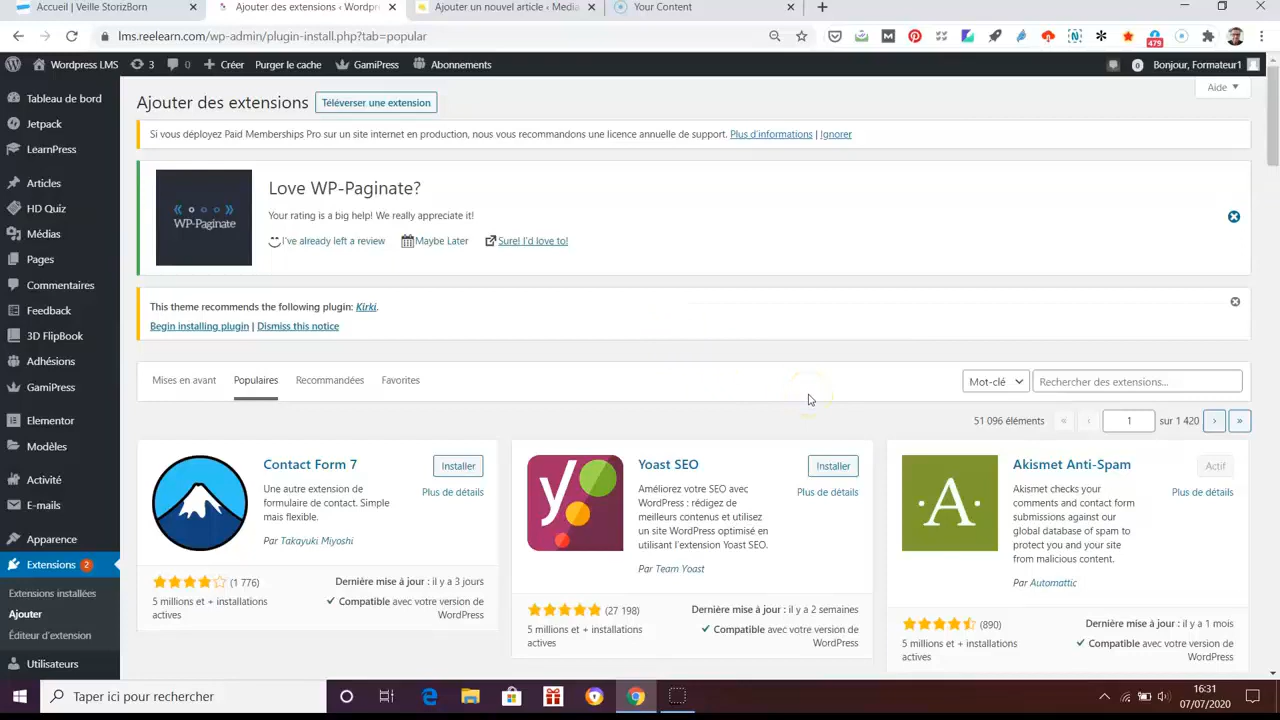 Accueil | Veille StorizBorn
Ajouter des extensions ‹ Wordpre
Ajouter un nouvel article ‹ Media
Your Content
lms.reelearn.com/wp-admin/plugin-install.php?tab=popular
479
Wordpress LMS
3
0
Créer
Purger le cache
GamiPress
Abonnements
0
Bonjour, Formateur1
Tableau de bord
Jetpack
LearnPress
Articles
HD Quiz
Médias
Pages
Commentaires
Feedback
3D FlipBook
Adhésions
GamiPress
Elementor
Modèles
Activité
E-mails
Apparence
Extensions 2
Extensions installées
Ajouter
Éditeur d'extension
Utilisateurs
Ajouter des extensions
Téléverser une extension
Aide
Si vous déployez Paid Memberships Pro sur un site internet en production, nous vous recommandons une licence annuelle de support. Plus d'informations | Ignorer
WP-Paginate
Love WP-Paginate?
Your rating is a big help! We really appreciate it!
I've already left a review
Maybe Later
Sure! I'd love to!
This theme recommends the following plugin: Kirki.
Begin installing plugin | Dismiss this notice
Mises en avant
Populaires
Recommandées
Favorites
Mot-clé
Rechercher des extensions...
51 096 éléments
«
‹
1
sur 1 420
›
»
Contact Form 7
Installer
Plus de détails
Une autre extension de
formulaire de contact. Simple
mais flexible.
Par Takayuki Miyoshi
(1 776)
5 millions et + installations
actives
Dernière mise à jour : il y a 3 jours
Compatible avec votre version de
WordPress
y
Yoast SEO
Installer
Plus de détails
Améliorez votre SEO avec
WordPress : rédigez de
meilleurs contenus et utilisez
un site WordPress optimisé en
utilisant l'extension Yoast SEO.
Par Team Yoast
(27 198)
5 millions et + installations
actives
Dernière mise à jour : il y a 2 semaines
Compatible avec votre version de
WordPress
·A·
Akismet Anti-Spam
Actif
Plus de détails
Akismet checks your
comments and contact form
submissions against our
global database of spam to
protect you and your site
from malicious content.
Par Automattic
(890)
5 millions et + installations
actives
Dernière mise à jour : il y a 1 mois
Compatible avec votre version de
WordPress
Taper ici pour rechercher
16:31
07/07/2020